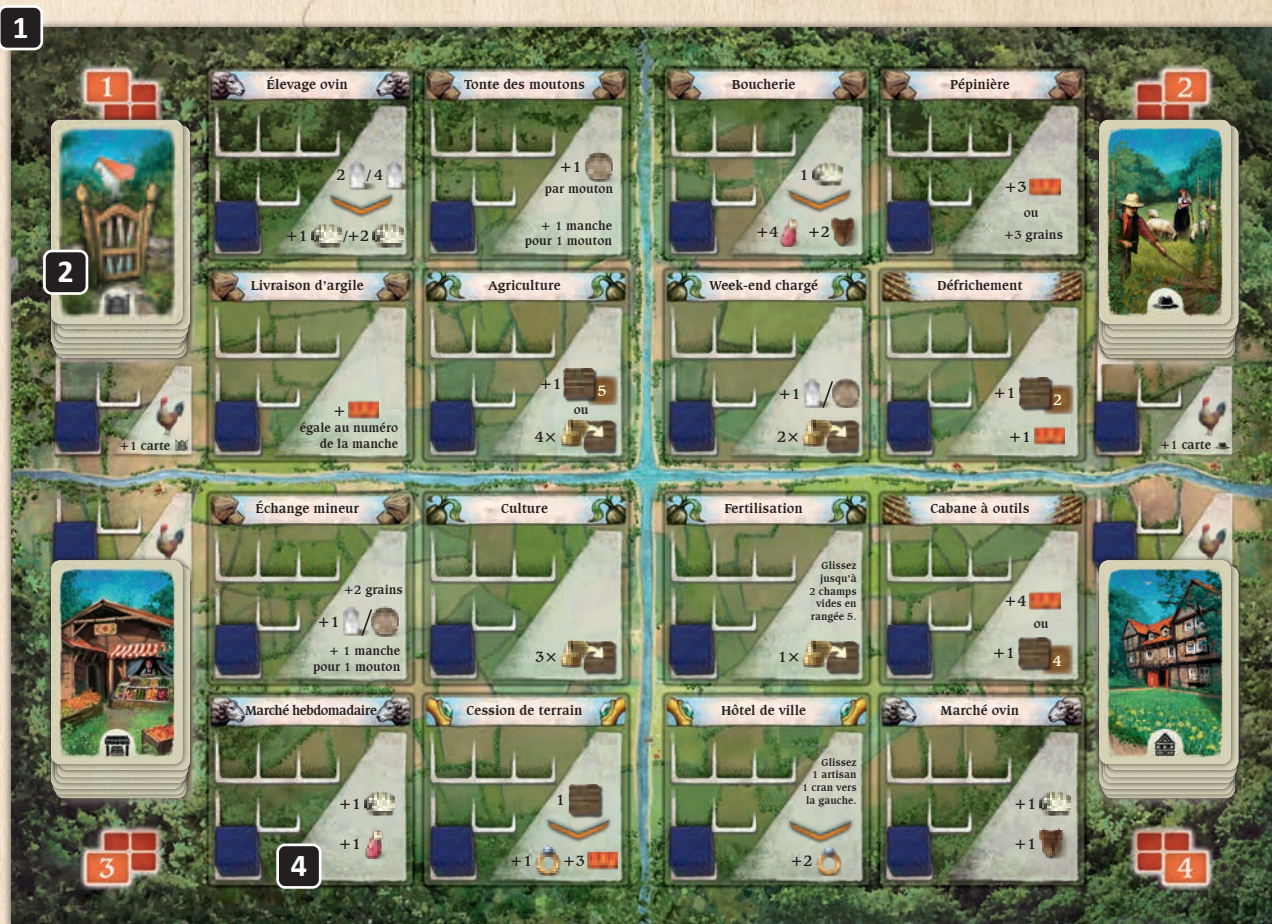 1
1
2
2
Élevage ovin
2 / 4
+1 /+2
Tonte des moutons
+1
par mouton
+ 1 manche
pour 1 mouton
Boucherie
1
+4 +2
Pépinière
+3
ou
+3 grains
Livraison d'argile
+
égale au numéro
de la manche
Agriculture
+1 5
ou
4×
Week-end chargé
+1 /
2×
Défrichement
+1 2
+1
+1 carte
+1 carte
Échange mineur
+2 grains
+1 /
+ 1 manche
pour 1 mouton
Culture
3×
Fertilisation
Glissez
jusqu'à
2 champs
vides en
rangée 5.
1×
Cabane à outils
+4
ou
+1 4
Marché hebdomadaire
+1
+1
4
Cession de terrain
1
+1 +3
Hôtel de ville
Glissez
1 artisan
1 cran vers
la gauche.
+2
Marché ovin
+1
+1
3
4